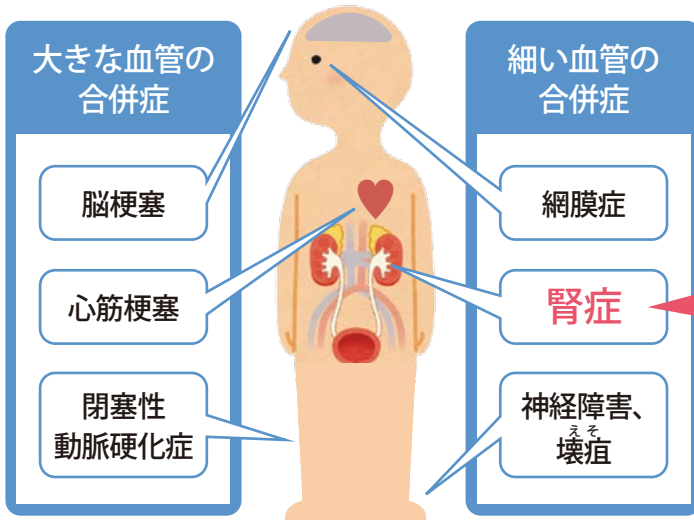 大きな血管の
合併症
脳梗塞
心筋梗塞
閉塞性
動脈硬化症
細い血管の
合併症
網膜症
腎症
神経障害、
えそ
壊疽